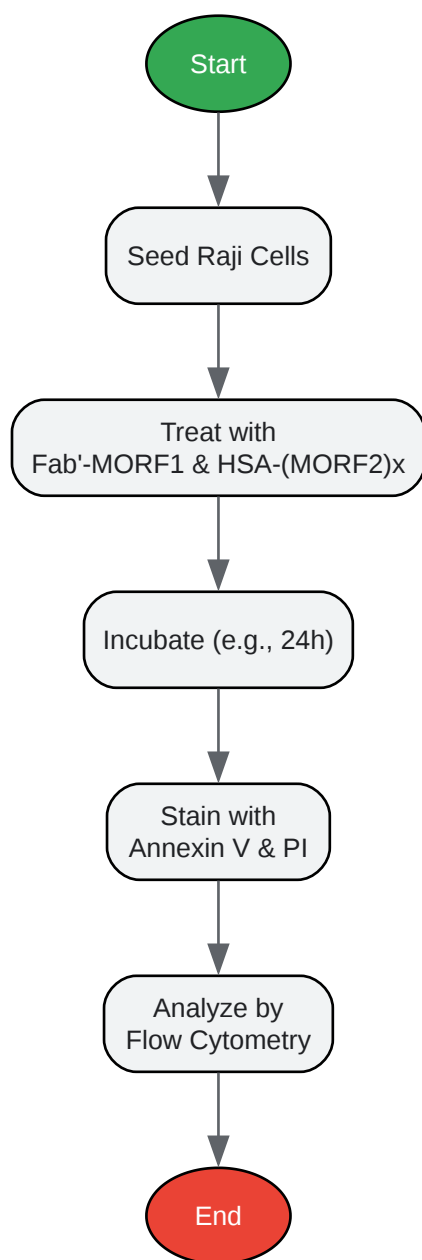 Start
Seed Raji Cells
Treat with
Fab'-MORF1 & HSA-(MORF2)x
Incubate (e.g., 24h)
Stain with
Annexin V & PI
Analyze by
Flow Cytometry
End